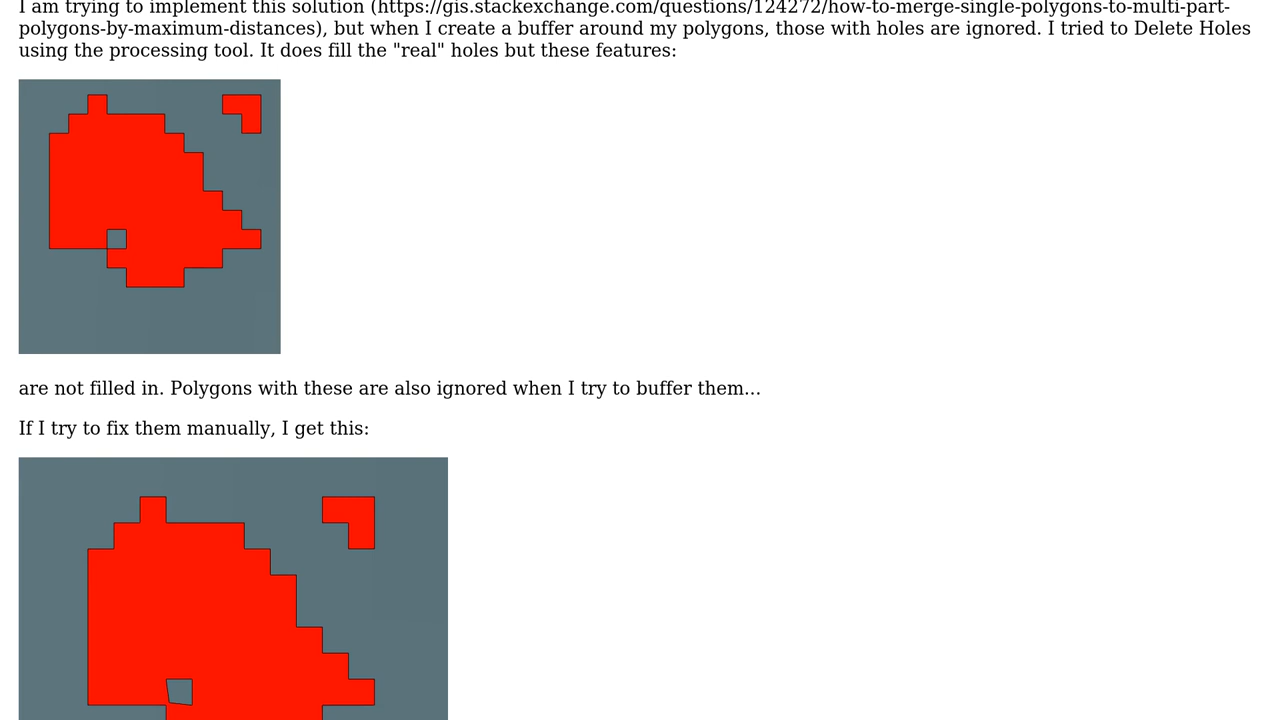 I am trying to implement this solution (https://gis.stackexchange.com/questions/124272/how-to-merge-single-polygons-to-multi-part-
polygons-by-maximum-distances), but when I create a buffer around my polygons, those with holes are ignored. I tried to Delete Holes
using the processing tool. It does fill the "real" holes but these features:
are not filled in. Polygons with these are also ignored when I try to buffer them...
If I try to fix them manually, I get this: